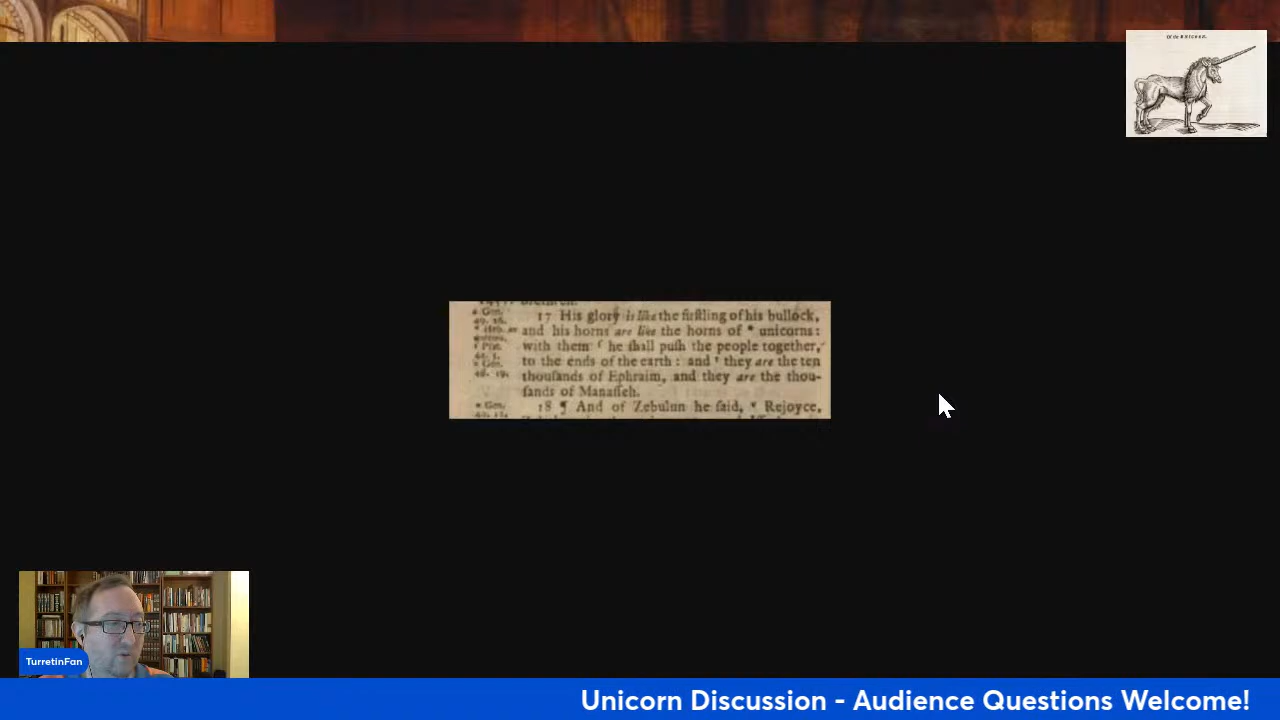 Of the UNICORN.
17 His glory is like the firſtling of his bullock,
and his horns are like the horns of * unicorns:
with them he ſhall puſh the people together,
to the ends of the earth: and they are the ten
thouſands of Ephraim, and they are the thou-
ſands of Manaſſeh.
18 ¶ And of Zebulun he ſaid, Rejoyce,
TurretinFan
Unicorn Discussion - Audience Questions Welcome!